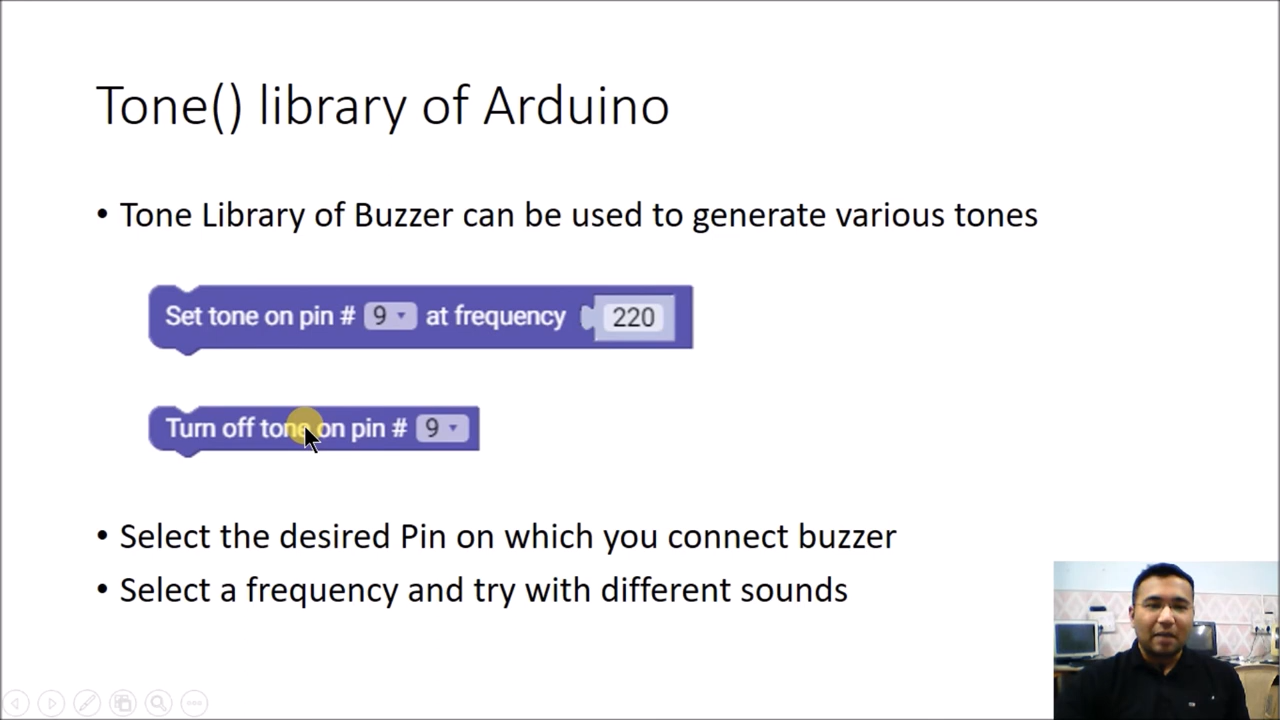 Tone() library of Arduino
• Tone Library of Buzzer can be used to generate various tones
Set tone on pin # 9 at frequency 220
Turn off tone on pin # 9
• Select the desired Pin on which you connect buzzer
• Select a frequency and try with different sounds